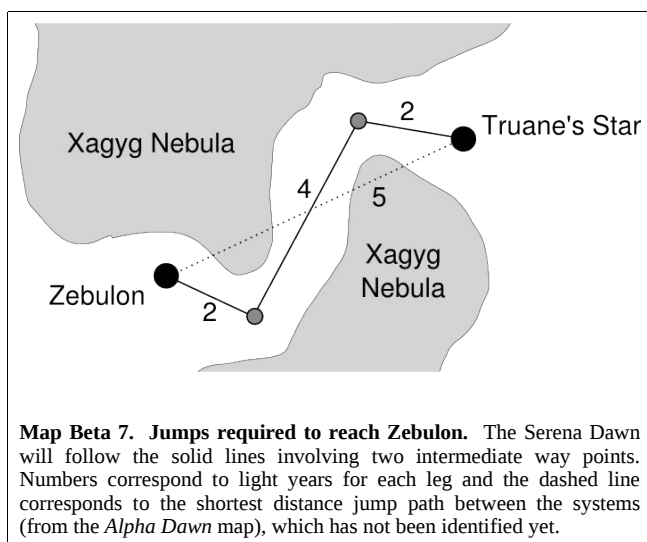 2
Truane's Star
Xagyg Nebula
4
5
Xagyg
Nebula
Zebulon
2
Map Beta 7. Jumps required to reach Zebulon. The Serena Dawn
will follow the solid lines involving two intermediate way points.
Numbers correspond to light years for each leg and the dashed line
corresponds to the shortest distance jump path between the systems
(from the Alpha Dawn map), which has not been identified yet.